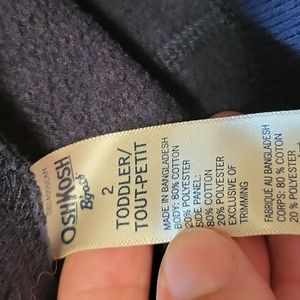 OSHKOSH
B'gosh
2
TODDLER/
TOUT-PETIT
MADE IN BANGLADESH
BODY: 80% COTTON
20% POLYESTER
SIDE PANEL:
80% COTTON
20% POLYESTER
EXCLUSIVE OF
TRIMMING
FABRIQUÉ AU BANGLADESH
CORPS: 80% COTON
20 % POLYESTER